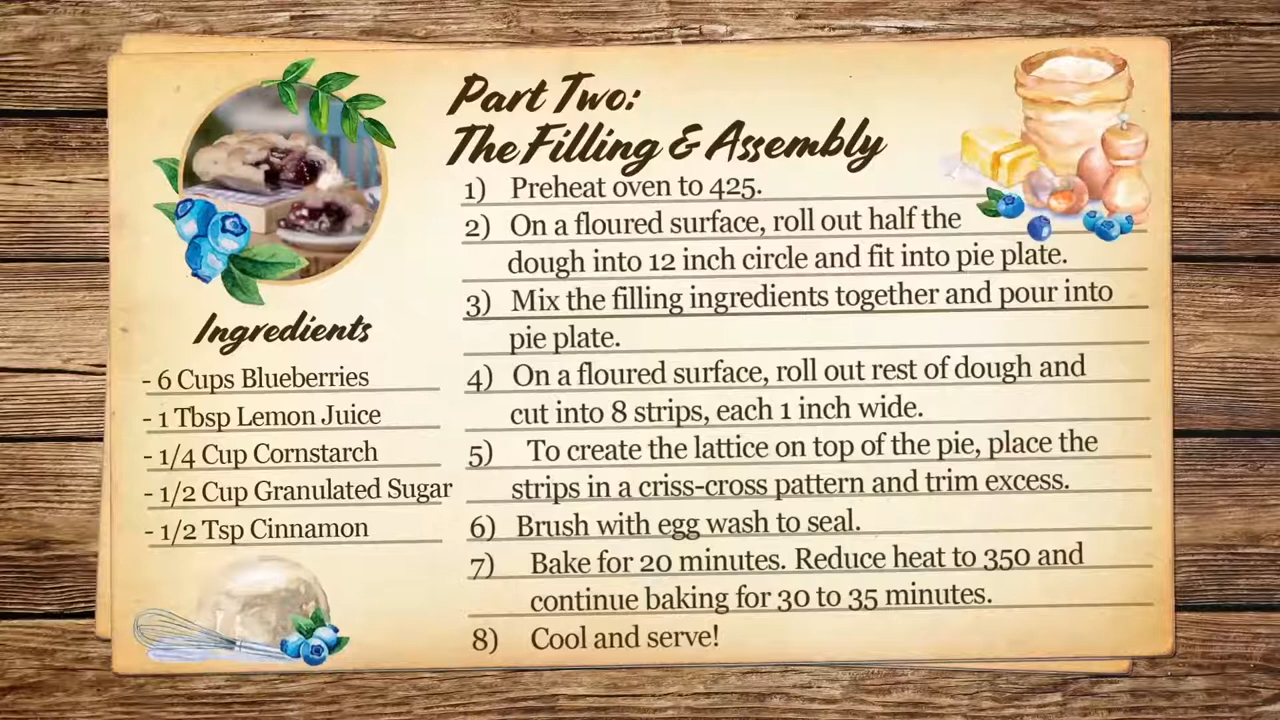 Part Two:
The Filling & Assembly
Ingredients
- 6 Cups Blueberries
- 1 Tbsp Lemon Juice
- 1/4 Cup Cornstarch
- 1/2 Cup Granulated Sugar
- 1/2 Tsp Cinnamon
1) Preheat oven to 425.
2) On a floured surface, roll out half the
dough into 12 inch circle and fit into pie plate.
3) Mix the filling ingredients together and pour into
pie plate.
4) On a floured surface, roll out rest of dough and
cut into 8 strips, each 1 inch wide.
5) To create the lattice on top of the pie, place the
strips in a criss-cross pattern and trim excess.
6) Brush with egg wash to seal.
7) Bake for 20 minutes. Reduce heat to 350 and
continue baking for 30 to 35 minutes.
8) Cool and serve!